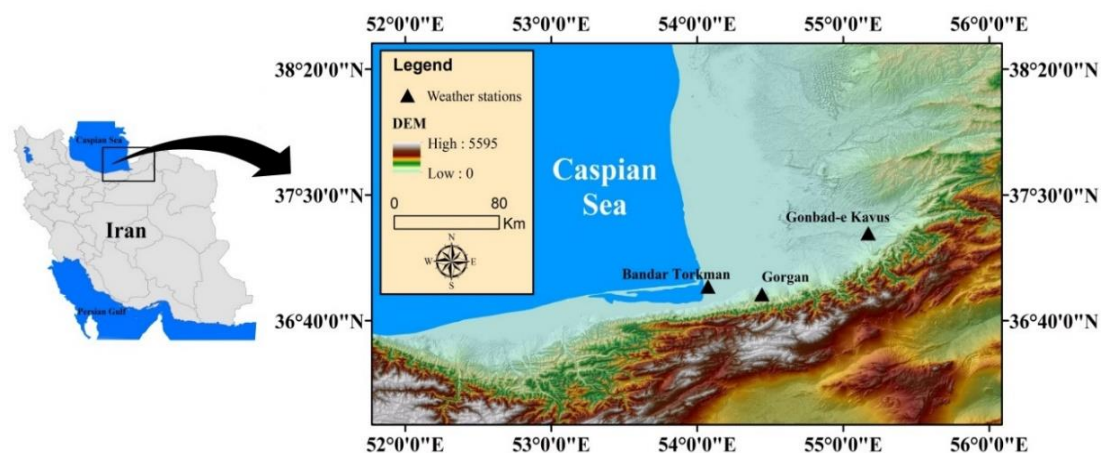 52°0'0"E 53°0'0"E 54°0'0"E 55°0'0"E 56°0'0"E
38°20'0"N
37°30'0"N
36°40'0"N
Legend
Weather stations
DEM
High : 5595
Low : 0
0 80
Km
N
W E
S
Caspian
Sea
Gonbad-e Kavus
Bandar Torkman
Gorgan
38°20'0"N
37°30'0"N
36°40'0"N
52°0'0"E 53°0'0"E 54°0'0"E 55°0'0"E 56°0'0"E
Caspian Sea
Iran
Persian Gulf